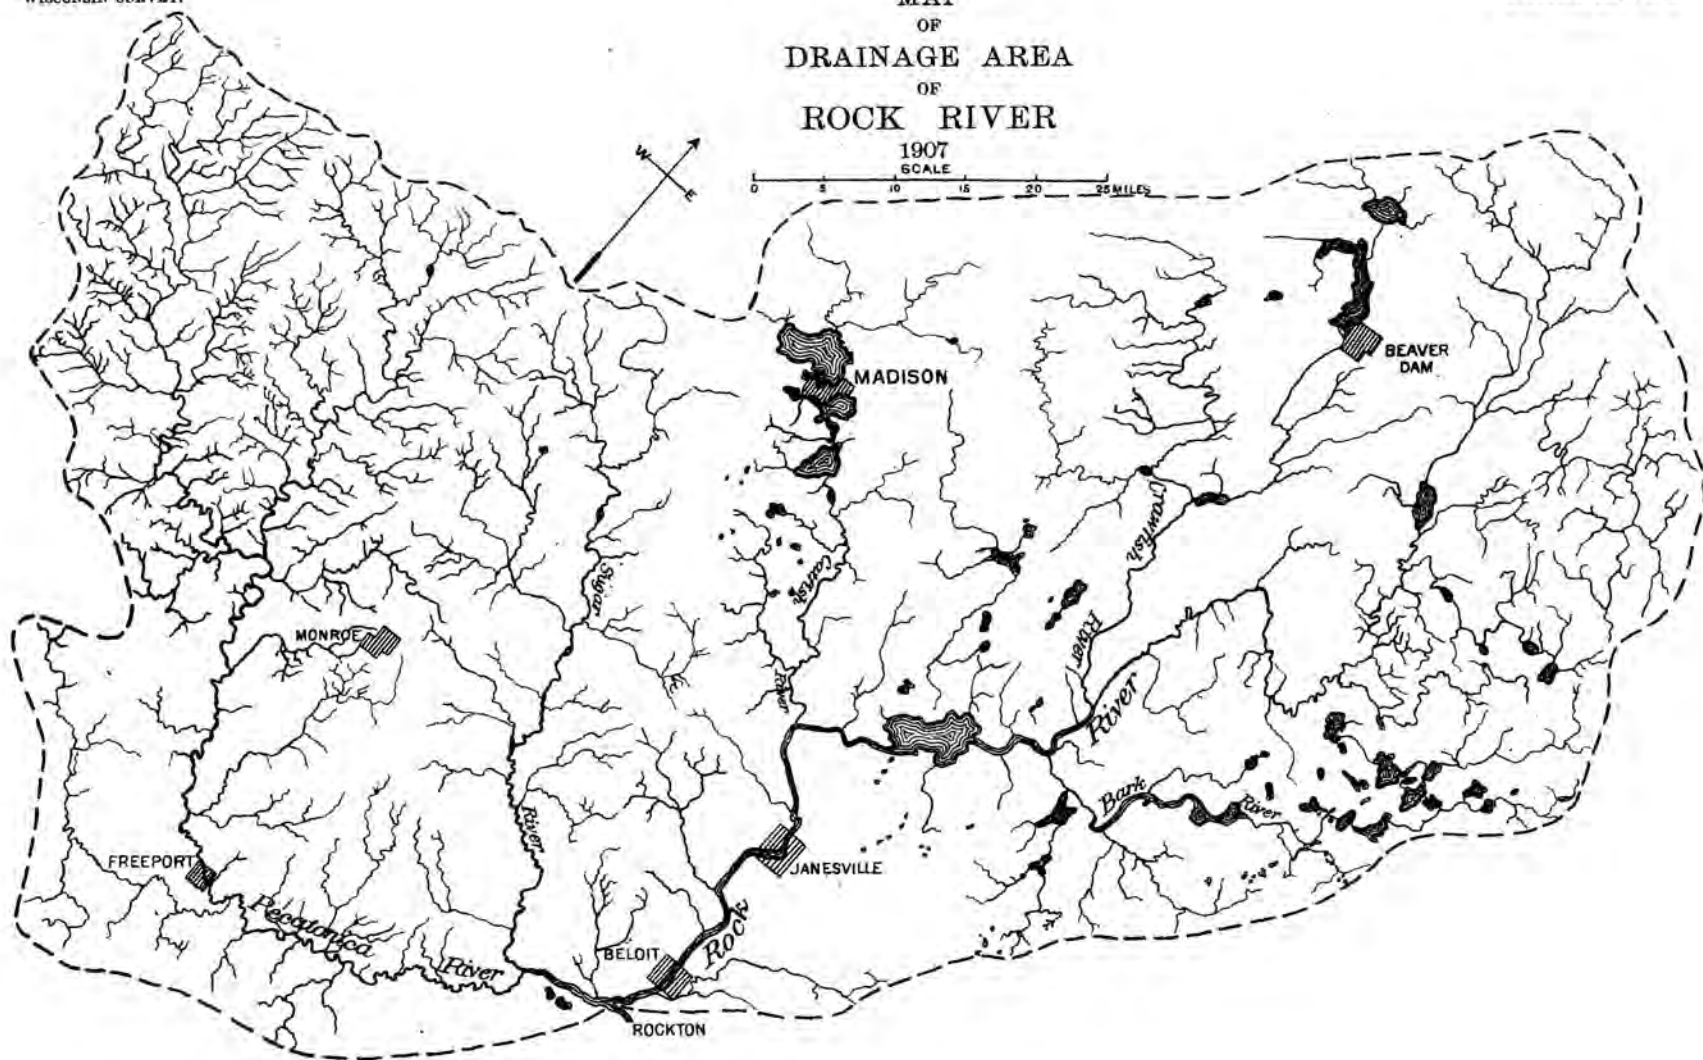 MAP
OF
DRAINAGE AREA
OF
ROCK RIVER
1907
SCALE
0 5 10 15 20 25 MILES
W
E
BEAVER
DAM
MADISON
Crawfish
River
Sugar
River
Catfish
River
MONROE
River
Bark
River
FREEPORT
JANESVILLE
Pecatonica
River
BELOIT
Rock
ROCKTON